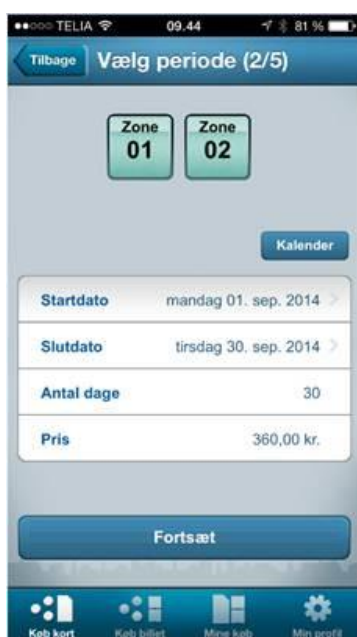 TELIA 09.44 81 %
Tilbage Vælg periode (2/5)
Zone Zone
01 02
Kalender
Startdato mandag 01. sep. 2014
Slutdato tirsdag 30. sep. 2014
Antal dage 30
Pris 360,00 kr.
Fortsæt
Køb kort Køb billet Mine køb Min profil